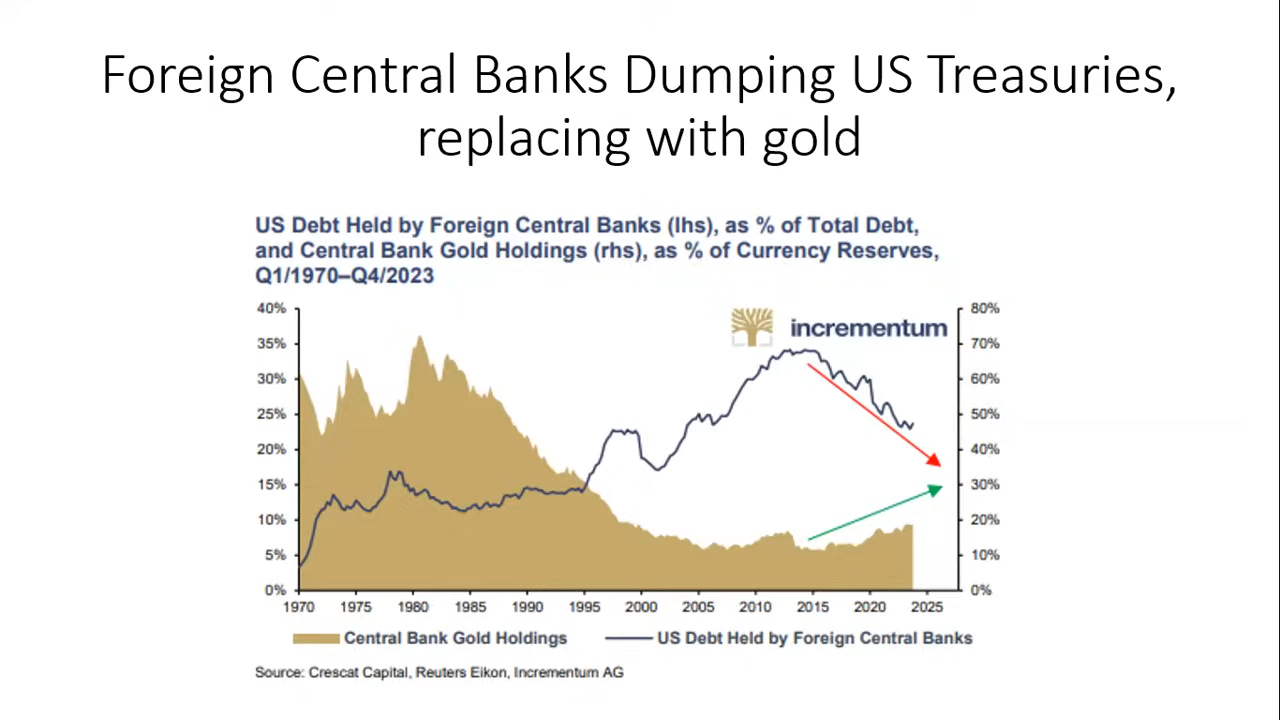 Foreign Central Banks Dumping US Treasuries,
replacing with gold
US Debt Held by Foreign Central Banks (lhs), as % of Total Debt,
and Central Bank Gold Holdings (rhs), as % of Currency Reserves,
Q1/1970–Q4/2023
incrementum
40%
35%
30%
25%
20%
15%
10%
5%
0%
80%
70%
60%
50%
40%
30%
20%
10%
0%
1970 1975 1980 1985 1990 1995 2000 2005 2010 2015 2020 2025
Central Bank Gold Holdings US Debt Held by Foreign Central Banks
Source: Crescat Capital, Reuters Eikon, Incrementum AG